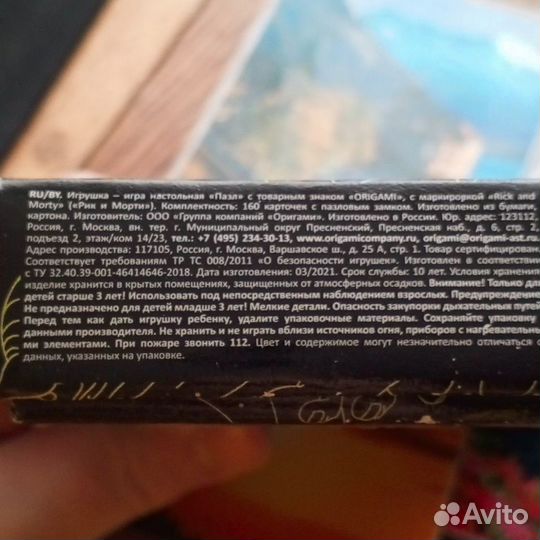 RU/BY. Игрушка – игра настольная «Пазл» с товарным знаком «ORIGAMI», с маркировкой «Rick and
Morty» («Рик и Морти»). Комплектность: 160 карточек с пазловым замком. Изготовлено из бумаги,
картона. Изготовитель: ООО «Группа компаний «Оригами». Изготовлено в России. Юр. адрес: 123112,
Россия, г. Москва, вн. тер. г. Муниципальный округ Пресненский, Пресненская наб., д. 6, стр. 2,
подъезд 2, этаж/ком 14/23, тел.: +7 (495) 234-30-13, www.origamicompany.ru, origami@origami-ast.ru.
Адрес производства: 117105, Россия, г. Москва, Варшавское ш., д. 25 А, стр. 1. Товар сертифицирован.
Соответствует требованиям ТР ТС 008/2011 «О безопасности игрушек». Изготовлен в соответствии
с ТУ 32.40.39-001-46414646-2018. Дата изготовления: 03/2021. Срок службы: 10 лет. Условия хранения:
изделие хранится в крытых помещениях, защищенных от атмосферных осадков. Внимание! Только для
детей старше 3 лет! Использовать под непосредственным наблюдением взрослых. Предупреждение!
Не предназначено для детей младше 3 лет! Мелкие детали. Опасность закупорки дыхательных путей.
Перед тем как дать игрушку ребенку, удалите упаковочные материалы. Сохраняйте упаковку с
данными производителя. Не хранить и не играть вблизи источников огня, приборов с нагревательны-
ми элементами. При пожаре звонить 112. Цвет и содержимое могут незначительно отличаться от
данных, указанных на упаковке.
Avito